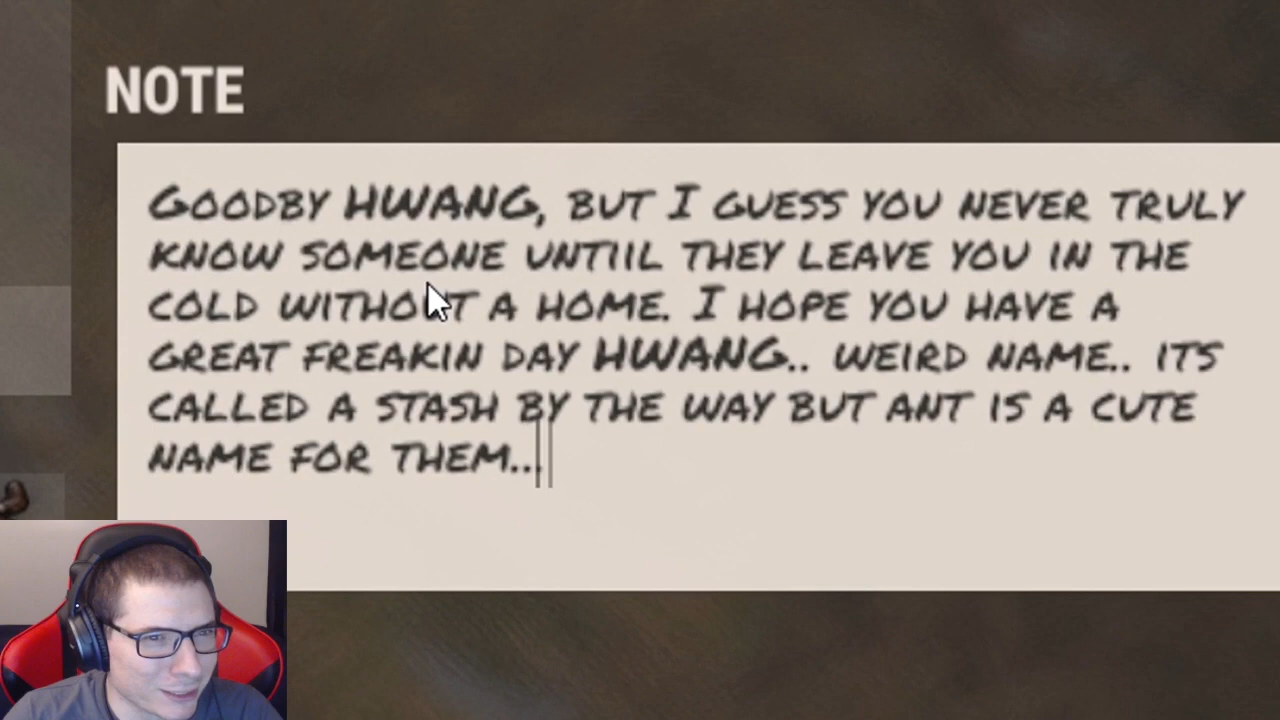 NOTE
GOODBY HWANG, BUT I GUESS YOU NEVER TRULY
KNOW SOMEONE UNTIIL THEY LEAVE YOU IN THE
COLD WITHOUT A HOME. I HOPE YOU HAVE A
GREAT FREAKIN DAY HWANG.. WEIRD NAME.. ITS
CALLED A STASH BY THE WAY BUT ANT IS A CUTE
NAME FOR THEM...